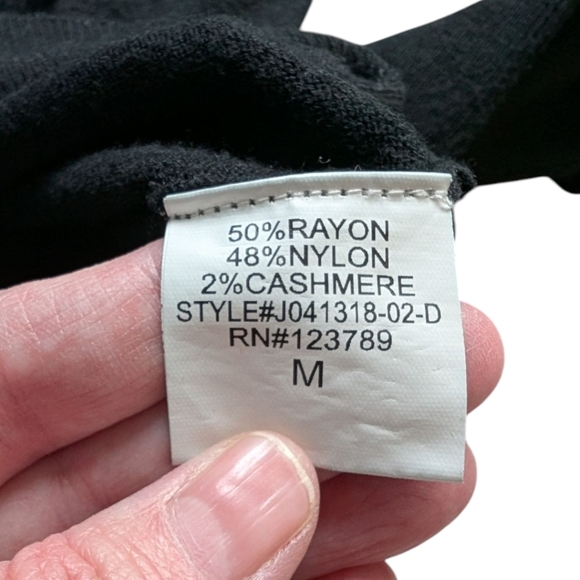 50%RAYON
48%NYLON
2%CASHMERE
STYLE#J041318-02-D
RN#123789
M